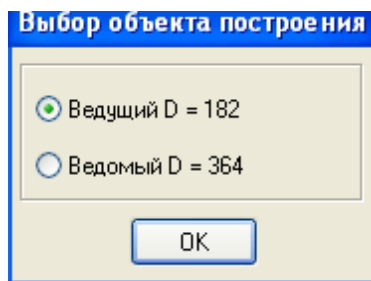 Выбор объекта построения
Ведущий D = 182
Ведомый D = 364
OK